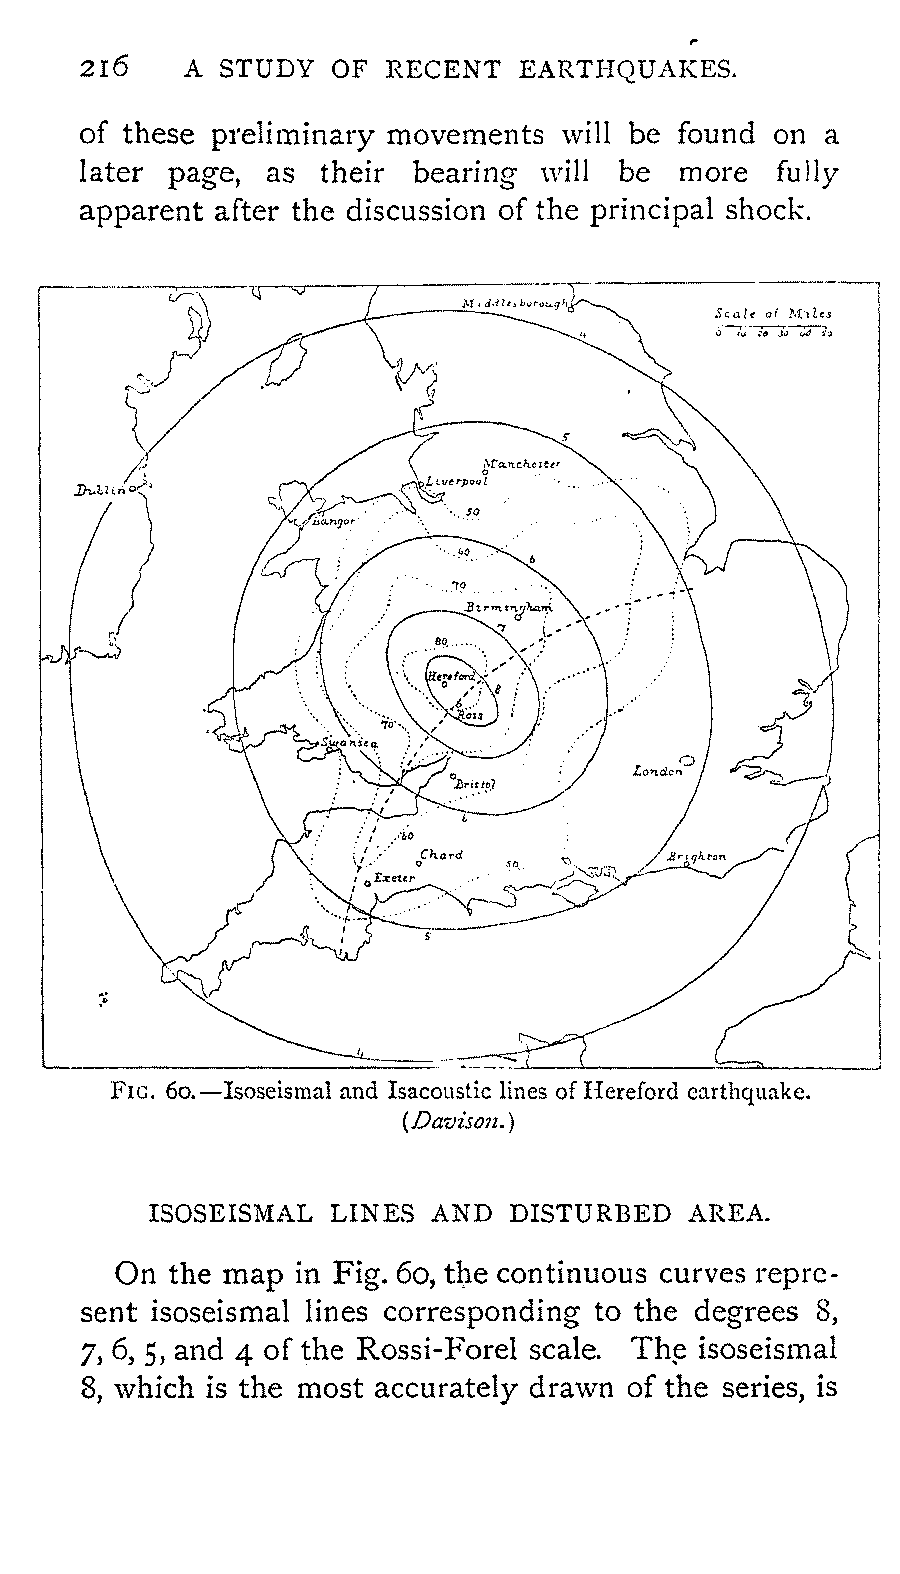 216 A STUDY OF RECENT EARTHQUAKES.
of these preliminary movements will be found on a
later page, as their bearing will be more fully
apparent after the discussion of the principal shock.
Middlesborough
Scale of Miles
0 10 20 30 40 50
4
5
Manchester
Liverpool
Dublin
50
Bangor
60
6
70
Birmingham
7
80
Hereford
8
Ross
70
Swansea
London
Bristol
6
60
Chard
50
Brighton
Exeter
5
4
FIG. 60.—Isoseismal and Isacoustic lines of Hereford earthquake.
(Davison.)
ISOSEISMAL LINES AND DISTURBED AREA.
On the map in Fig. 60, the continuous curves repre-
sent isoseismal lines corresponding to the degrees 8,
7, 6, 5, and 4 of the Rossi-Forel scale. The isoseismal
8, which is the most accurately drawn of the series, is